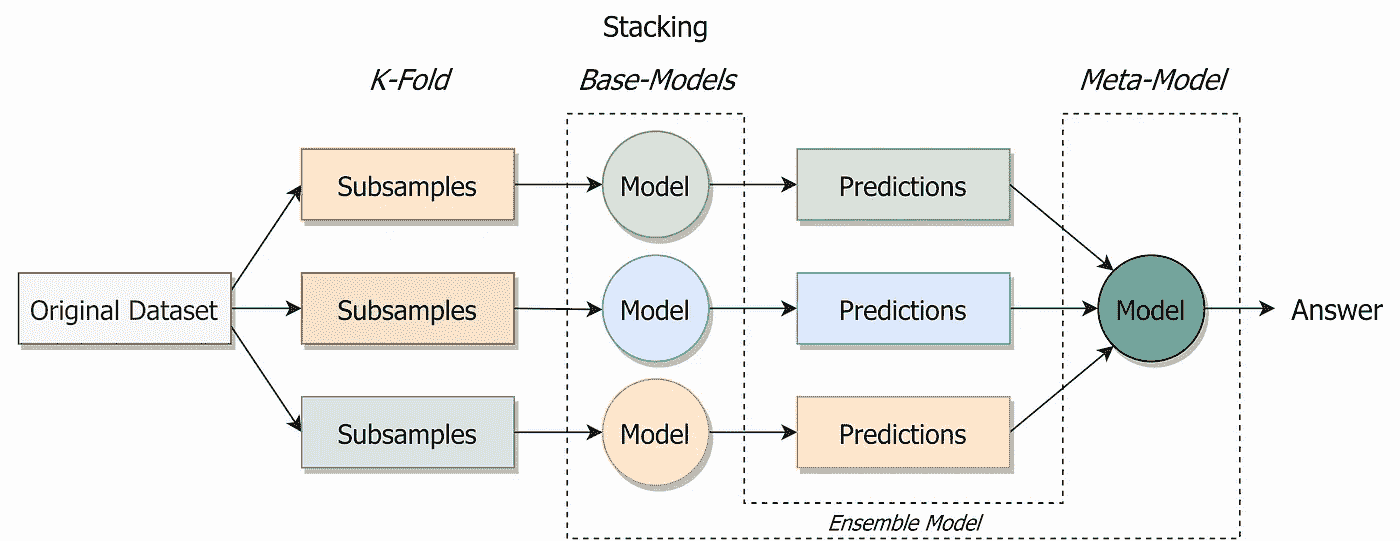 Stacking
K-Fold
Base-Models
Meta-Model
Subsamples
Model
Predictions
Original Dataset
Subsamples
Model
Predictions
Model
Answer
Subsamples
Model
Predictions
Ensemble Model